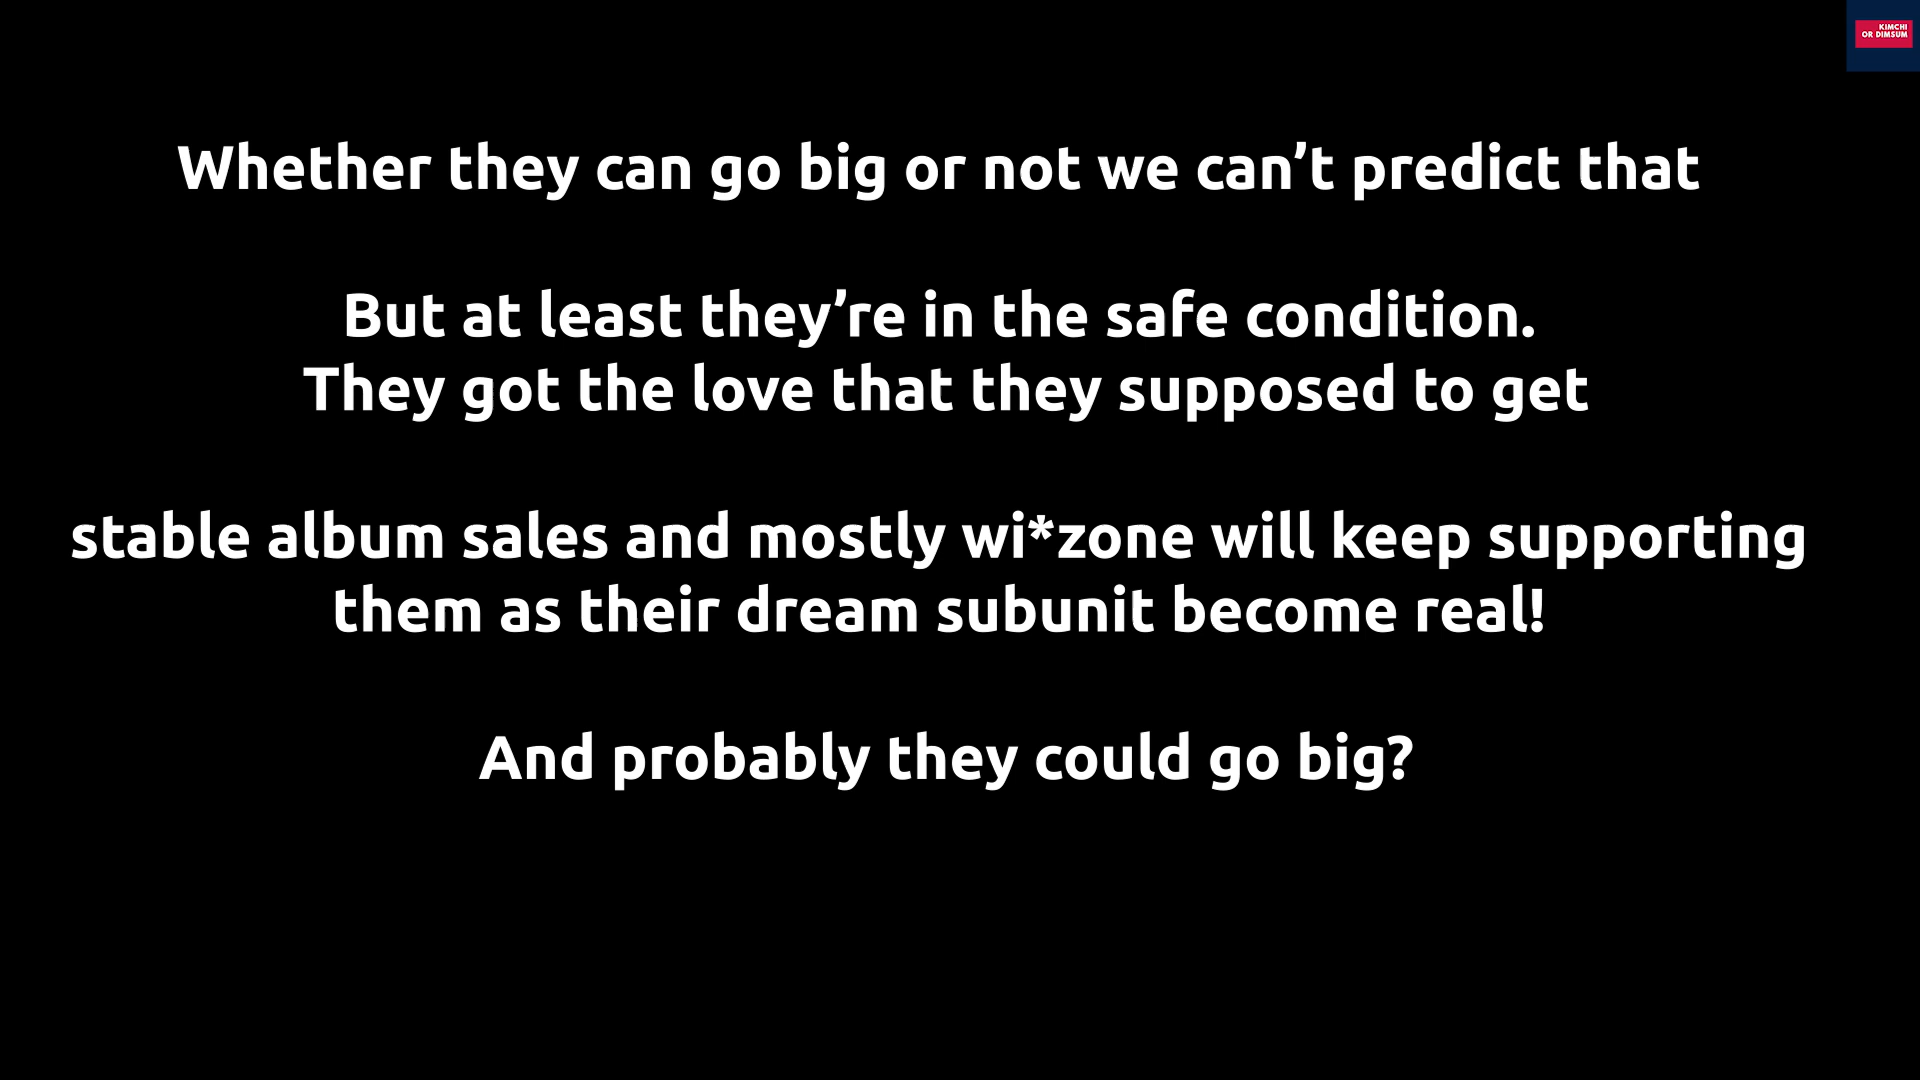 KIMCHI
OR DIMSUM
Whether they can go big or not we can’t predict that
But at least they’re in the safe condition.
They got the love that they supposed to get
stable album sales and mostly wi*zone will keep supporting
them as their dream subunit become real!
And probably they could go big?